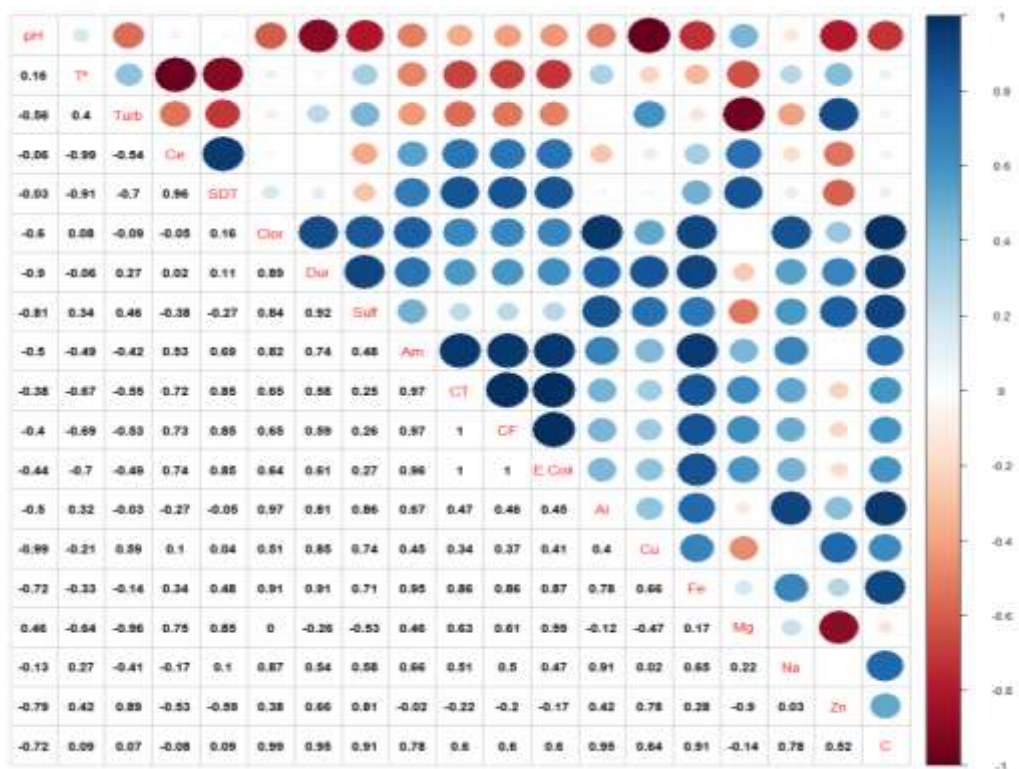 pH
0.16 Tª
-0.56 0.4 Turb
-0.06 -0.99 -0.54 Ce
-0.03 -0.91 -0.7 0.96 SDT
-0.6 0.08 -0.09 -0.05 0.16 Clor
-0.9 -0.06 0.27 0.02 0.11 0.89 Dur
-0.81 0.34 0.46 -0.38 -0.27 0.84 0.92 Sulf
-0.5 -0.49 -0.42 0.53 0.69 0.82 0.74 0.48 Am
-0.38 -0.67 -0.55 0.72 0.85 0.65 0.58 0.25 0.97 CT
-0.4 -0.69 -0.53 0.73 0.85 0.65 0.59 0.26 0.97 1 CF
-0.44 -0.7 -0.49 0.74 0.85 0.64 0.61 0.27 0.96 1 1 E.Coli
-0.5 0.32 -0.03 -0.27 -0.05 0.97 0.81 0.86 0.67 0.47 0.46 0.45 Al
-0.99 -0.21 0.59 0.1 0.04 0.51 0.85 0.74 0.45 0.34 0.37 0.41 0.4 Cu
-0.72 -0.33 -0.14 0.34 0.48 0.91 0.91 0.71 0.95 0.86 0.86 0.87 0.78 0.66 Fe
0.46 -0.64 -0.96 0.75 0.85 0 -0.26 -0.53 0.46 0.63 0.61 0.59 -0.12 -0.47 0.17 Mg
-0.13 0.27 -0.41 -0.17 0.1 0.87 0.54 0.58 0.66 0.51 0.5 0.47 0.91 0.02 0.65 0.22 Na
-0.79 0.42 0.89 -0.53 -0.59 0.38 0.66 0.81 -0.02 -0.22 -0.2 -0.17 0.42 0.78 0.28 -0.9 0.03 Zn
-0.72 0.09 0.07 -0.08 0.09 0.99 0.95 0.91 0.78 0.6 0.6 0.6 0.95 0.64 0.91 -0.14 0.78 0.52 C
1
0.8
0.6
0.4
0.2
0
-0.2
-0.4
-0.6
-0.8
-1